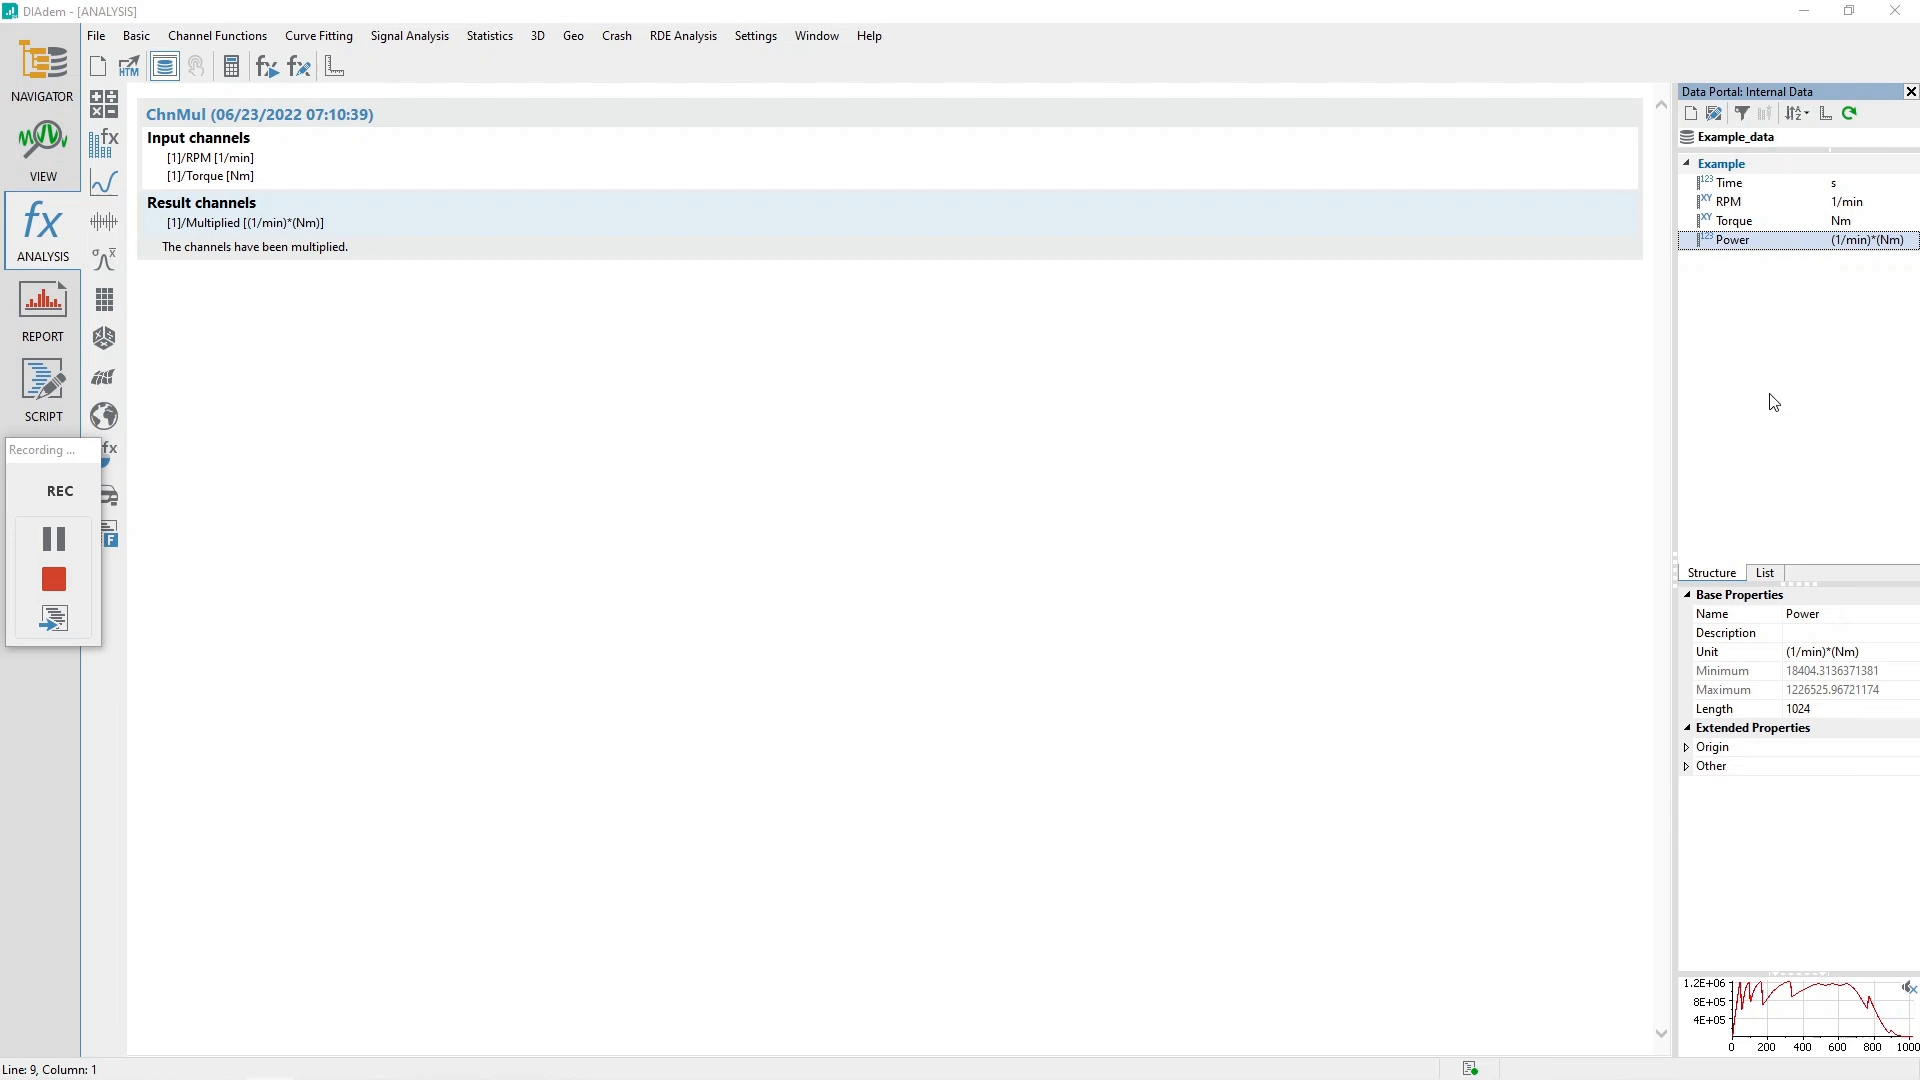 DIAdem - [ANALYSIS]
File Basic Channel Functions Curve Fitting Signal Analysis Statistics 3D Geo Crash RDE Analysis Settings Window Help
NAVIGATOR
VIEW
ANALYSIS
REPORT
SCRIPT
Recording ...
REC
ChnMul (06/23/2022 07:10:39)
Input channels
[1]/RPM [1/min]
[1]/Torque [Nm]
Result channels
[1]/Multiplied [(1/min)*(Nm)]
The channels have been multiplied.
Data Portal: Internal Data
Example_data
Example
Time s
RPM 1/min
Torque Nm
Power (1/min)*(Nm)
Structure List
Base Properties
Name Power
Description
Unit (1/min)*(Nm)
Minimum 18404.3136371381
Maximum 1226525.96721174
Length 1024
Extended Properties
Origin
Other
1.2E+06
8E+05
4E+05
0 200 400 600 800 1000
Line: 9, Column: 1